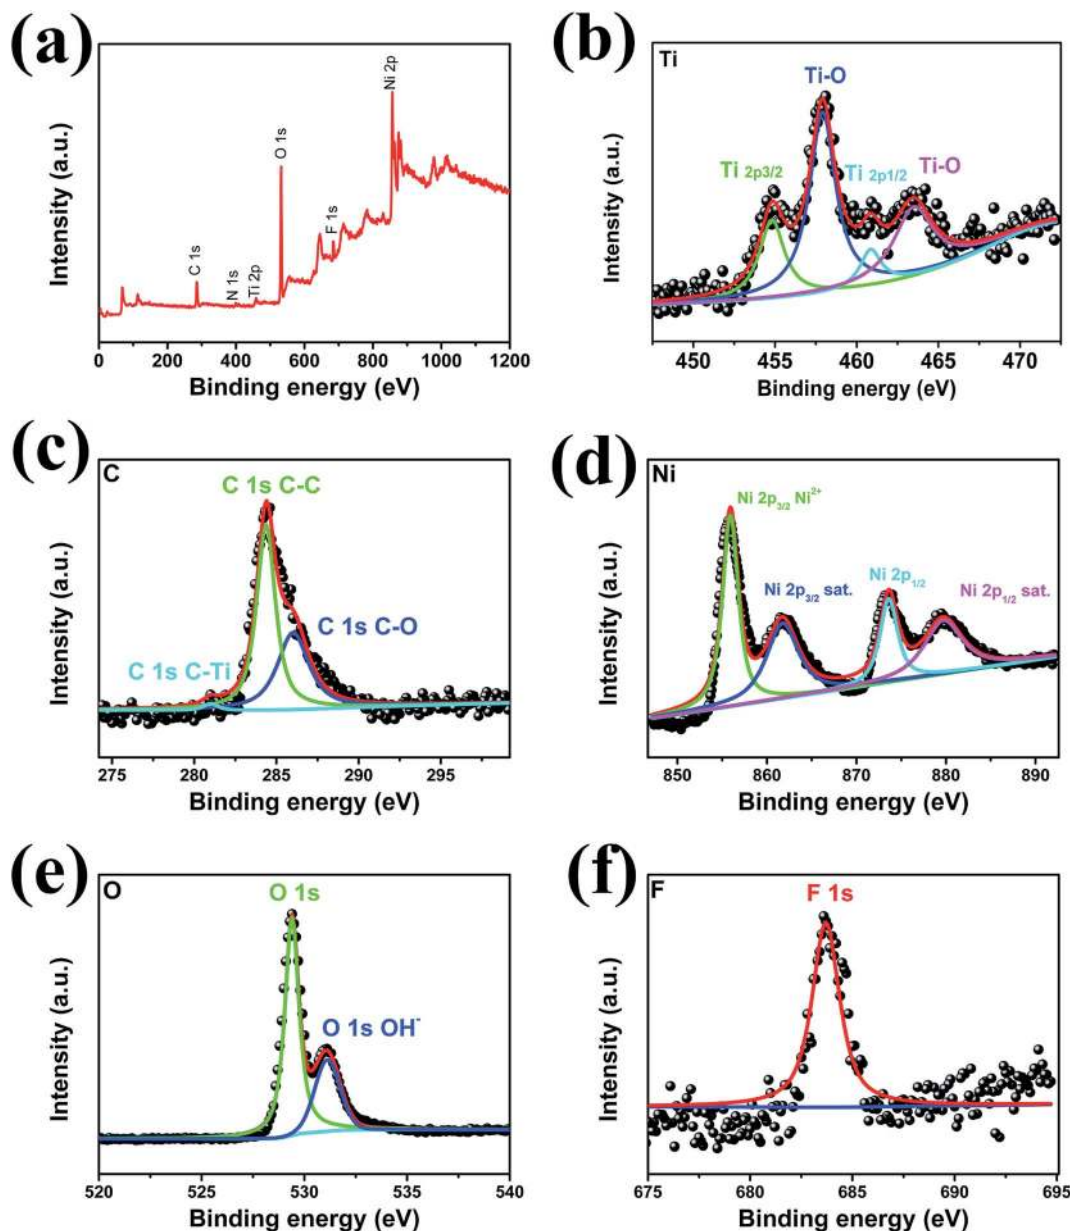 (a)
Intensity (a.u.)
C 1s
N 1s
Ti 2p
O 1s
F 1s
Ni 2p
0 200 400 600 800 1000 1200
Binding energy (eV)
(b)
Ti
Intensity (a.u.)
Ti-O
Ti 2p3/2
Ti 2p1/2
Ti-O
450 455 460 465 470
Binding energy (eV)
(c)
C
Intensity (a.u.)
C 1s C-C
C 1s C-O
C 1s C-Ti
275 280 285 290 295
Binding energy (eV)
(d)
Ni
Intensity (a.u.)
Ni 2p₃/₂ Ni²⁺
Ni 2p₃/₂ sat.
Ni 2p₁/₂
Ni 2p₁/₂ sat.
850 860 870 880 890
Binding energy (eV)
(e)
O
Intensity (a.u.)
O 1s
O 1s OH⁻
520 525 530 535 540
Binding energy (eV)
(f)
F
Intensity (a.u.)
F 1s
675 680 685 690 695
Binding energy (eV)